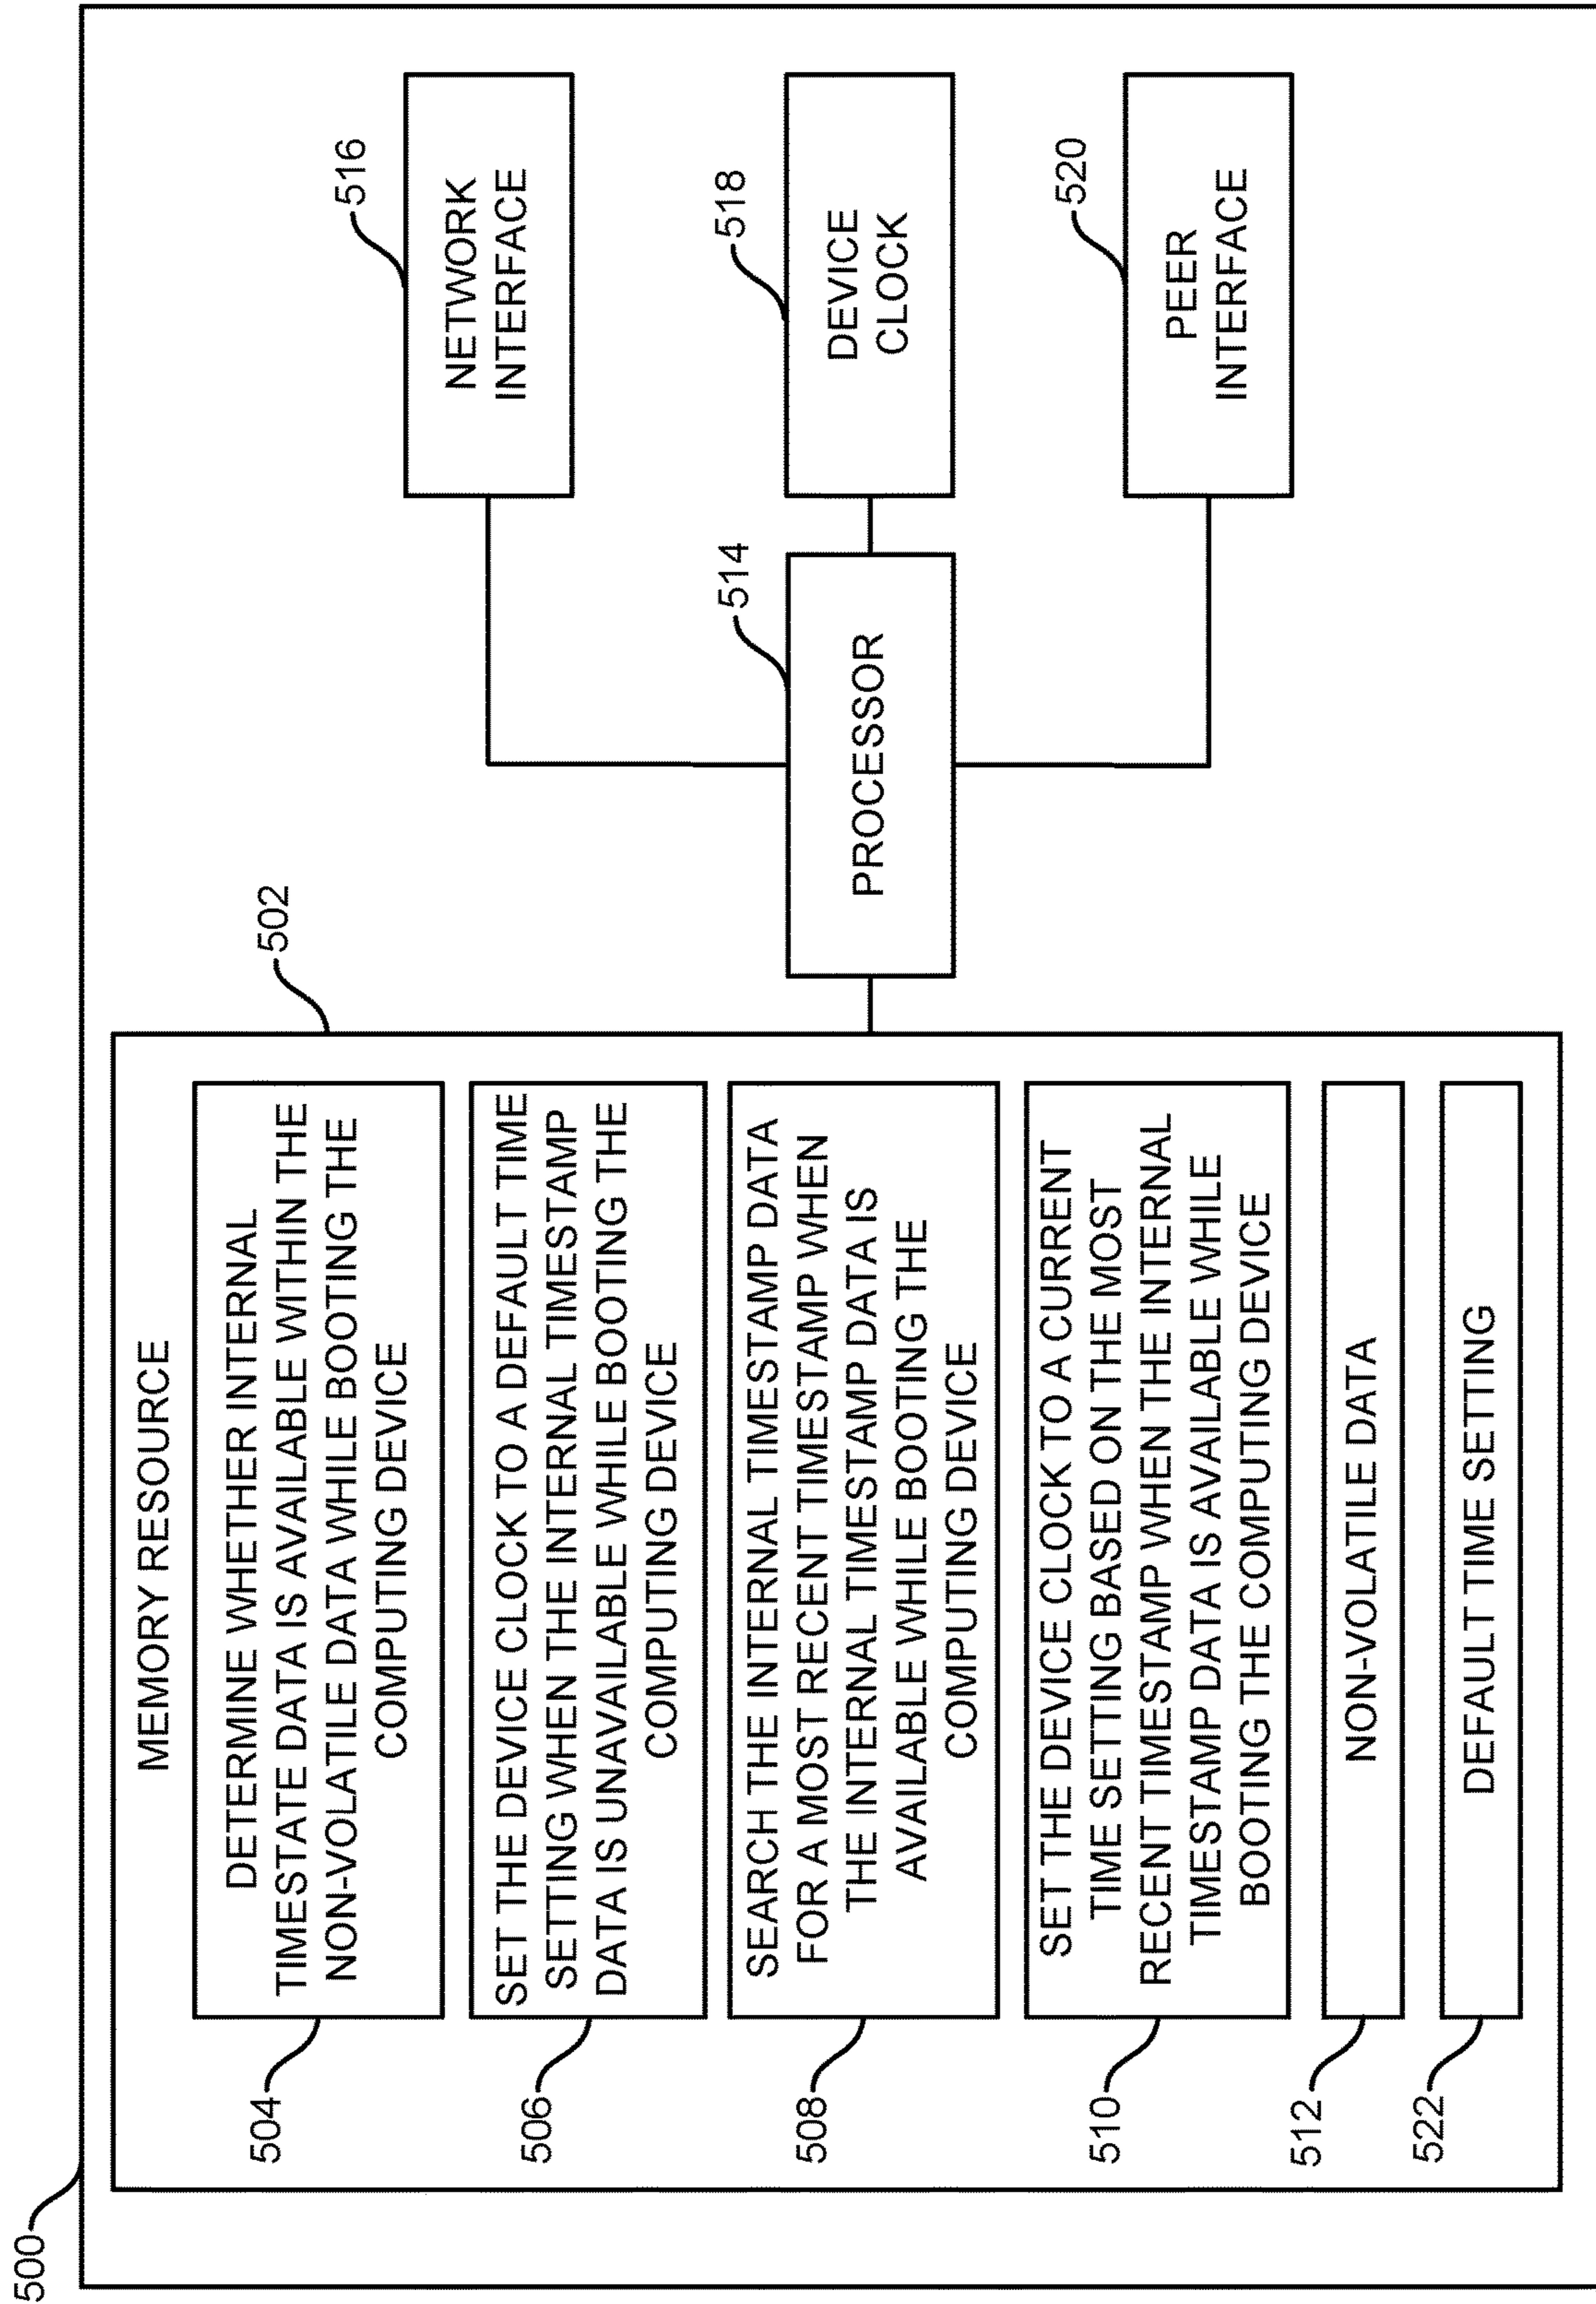 500
502
MEMORY RESOURCE
504
DETERMINE WHETHER INTERNAL
TIMESTATE DATA IS AVAILABLE WITHIN THE
NON-VOLATILE DATA WHILE BOOTING THE
COMPUTING DEVICE
506
SET THE DEVICE CLOCK TO A DEFAULT TIME
SETTING WHEN THE INTERNAL TIMESTAMP
DATA IS UNAVAILABLE WHILE BOOTING THE
COMPUTING DEVICE
508
SEARCH THE INTERNAL TIMESTAMP DATA
FOR A MOST RECENT TIMESTAMP WHEN
THE INTERNAL TIMESTAMP DATA IS
AVAILABLE WHILE BOOTING THE
COMPUTING DEVICE
510
SET THE DEVICE CLOCK TO A CURRENT
TIME SETTING BASED ON THE MOST
RECENT TIMESTAMP WHEN THE INTERNAL
TIMESTAMP DATA IS AVAILABLE WHILE
BOOTING THE COMPUTING DEVICE
512
NON-VOLATILE DATA
522
DEFAULT TIME SETTING
514
PROCESSOR
516
NETWORK
INTERFACE
518
DEVICE
CLOCK
520
PEER
INTERFACE